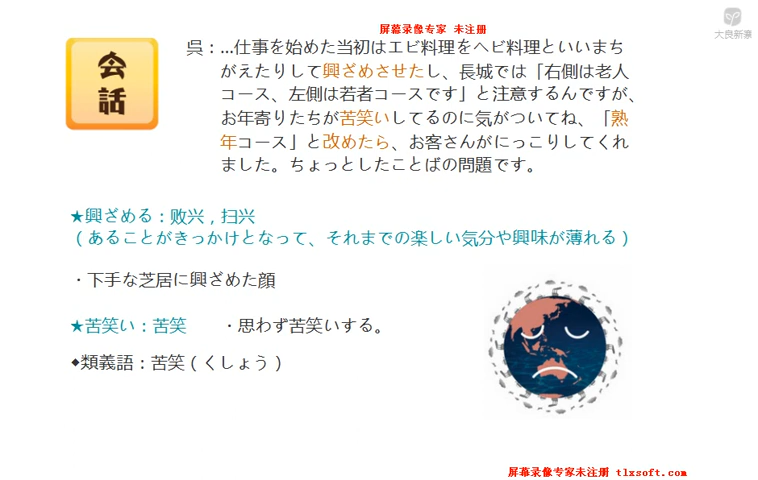 屏幕录像专家 未注册
大良新濠
会
話
呉：…仕事を始めた当初はエビ料理をヘビ料理といいまち
がえたりして興ざめさせたし、長城では「右側は老人
コース、左側は若者コースです」と注意するんですが、
お年寄りたちが苦笑いしてるのに気がついてね、「熟
年コース」と改めたら、お客さんがにっこりしてくれ
ました。ちょっとしたことばの問題です。
★興ざめる：败兴，扫兴
（あることがきっかけとなって、それまでの楽しい気分や興味が薄れる）
・下手な芝居に興ざめた顔
★苦笑い：苦笑 ・思わず苦笑いする。
◆類義語：苦笑（くしょう）
屏幕录像专家未注册 tlxsoft.com